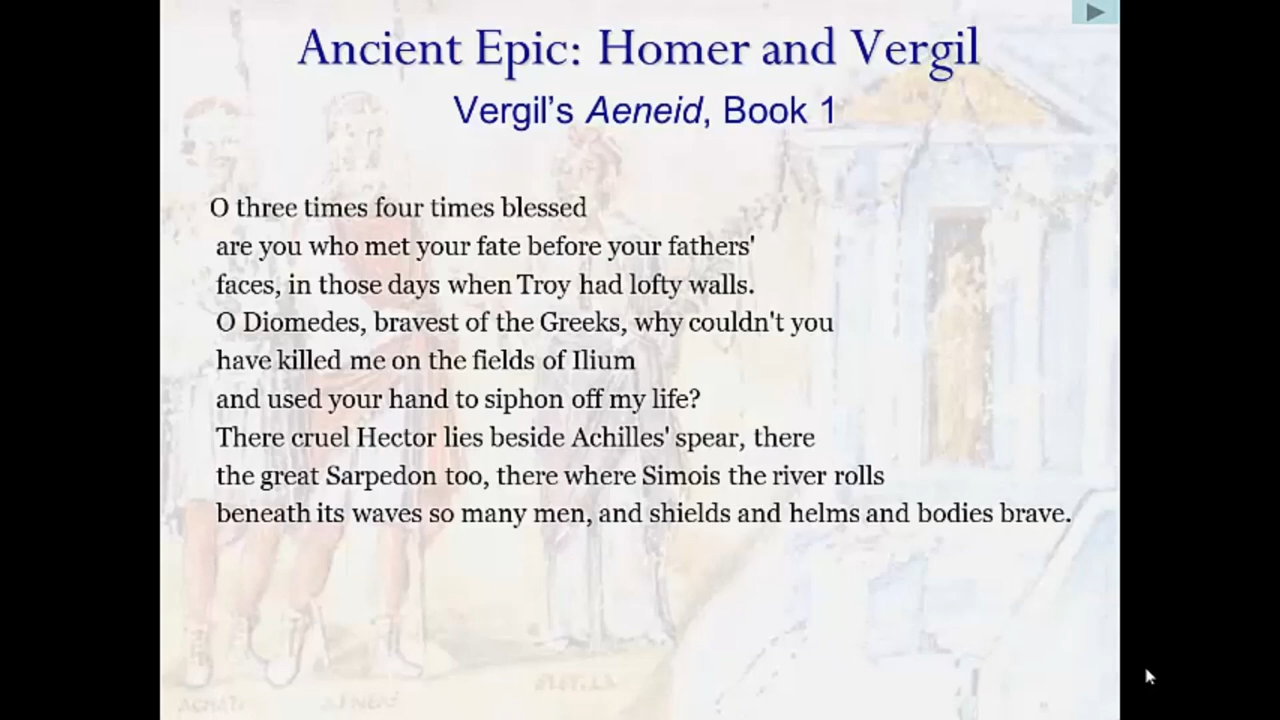 Ancient Epic: Homer and Vergil
Vergil's Aeneid, Book 1
O three times four times blessed
are you who met your fate before your fathers'
faces, in those days when Troy had lofty walls.
O Diomedes, bravest of the Greeks, why couldn't you
have killed me on the fields of Ilium
and used your hand to siphon off my life?
There cruel Hector lies beside Achilles' spear, there
the great Sarpedon too, there where Simois the river rolls
beneath its waves so many men, and shields and helms and bodies brave.